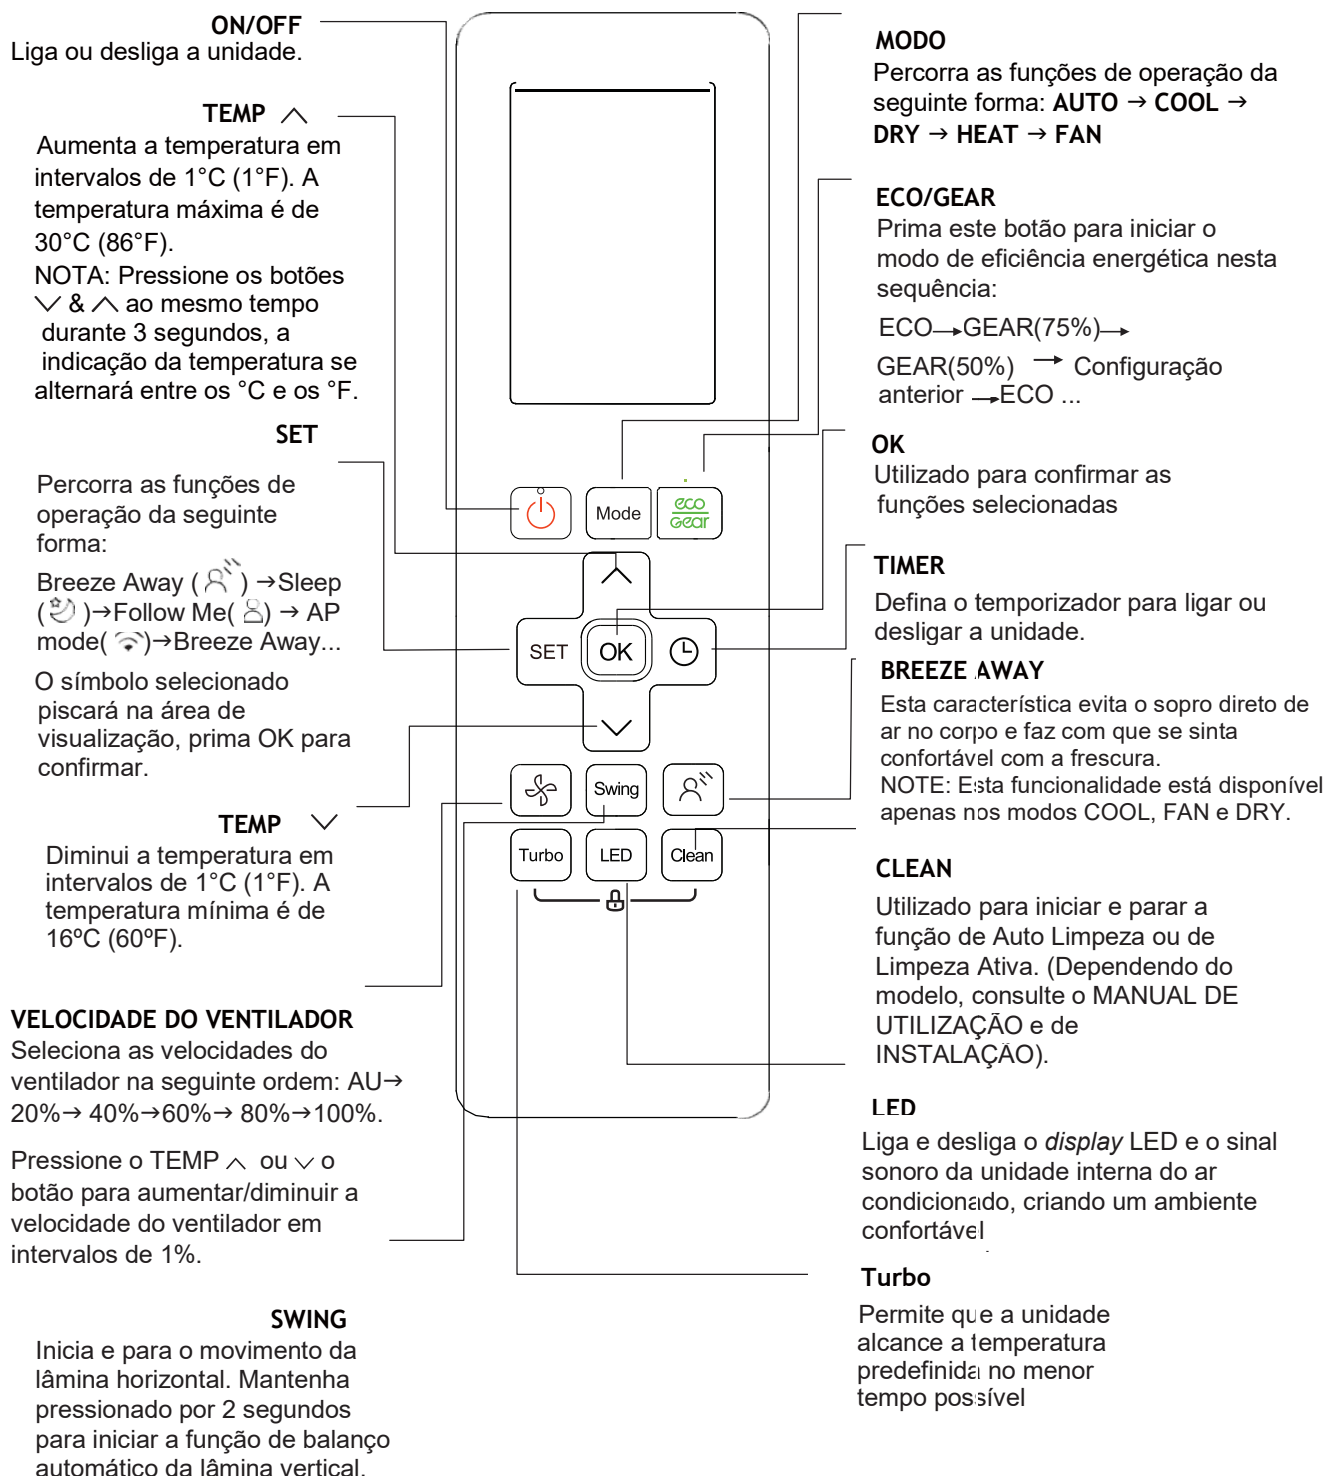 ON/OFF
Liga ou desliga a unidade.
TEMP
Aumenta a temperatura em
intervalos de 1°C (1°F). A
temperatura máxima é de
30°C (86°F).
NOTA: Pressione os botões
& ao mesmo tempo
durante 3 segundos, a
indicação da temperatura se
alternará entre os °C e os °F.
SET
Percorra as funções de
operação da seguinte
forma:
Breeze Away ( ) →Sleep
( )→Follow Me( ) → AP
mode( )→Breeze Away...
O símbolo selecionado
piscará na área de
visualização, prima OK para
confirmar.
TEMP
Diminui a temperatura em
intervalos de 1°C (1°F). A
temperatura mínima é de
16ºC (60ºF).
VELOCIDADE DO VENTILADOR
Seleciona as velocidades do
ventilador na seguinte ordem: AU→
20%→ 40%→60%→ 80%→100%.
Pressione o TEMP ou o
botão para aumentar/diminuir a
velocidade do ventilador em
intervalos de 1%.
SWING
Inicia e para o movimento da
lâmina horizontal. Mantenha
pressionado por 2 segundos
para iniciar a função de balanço
automático da lâmina vertical.
Mode
eco
Gear
SET
OK
Swing
Turbo
LED
Clean
MODO
Percorra as funções de operação da
seguinte forma: AUTO → COOL →
DRY → HEAT → FAN
ECO/GEAR
Prima este botão para iniciar o
modo de eficiência energética nesta
sequência:
ECO→GEAR(75%)→
GEAR(50%) → Configuração
anterior →ECO ...
OK
Utilizado para confirmar as
funções selecionadas
TIMER
Defina o temporizador para ligar ou
desligar a unidade.
BREEZE AWAY
Esta característica evita o sopro direto de
ar no corpo e faz com que se sinta
confortável com a frescura.
NOTE: Esta funcionalidade está disponível
apenas nos modos COOL, FAN e DRY.
CLEAN
Utilizado para iniciar e parar a
função de Auto Limpeza ou de
Limpeza Ativa. (Dependendo do
modelo, consulte o MANUAL DE
UTILIZAÇÃO e de
INSTALAÇÃO).
LED
Liga e desliga o display LED e o sinal
sonoro da unidade interna do ar
condicionado, criando um ambiente
confortável
Turbo
Permite que a unidade
alcance a temperatura
predefinida no menor
tempo possível